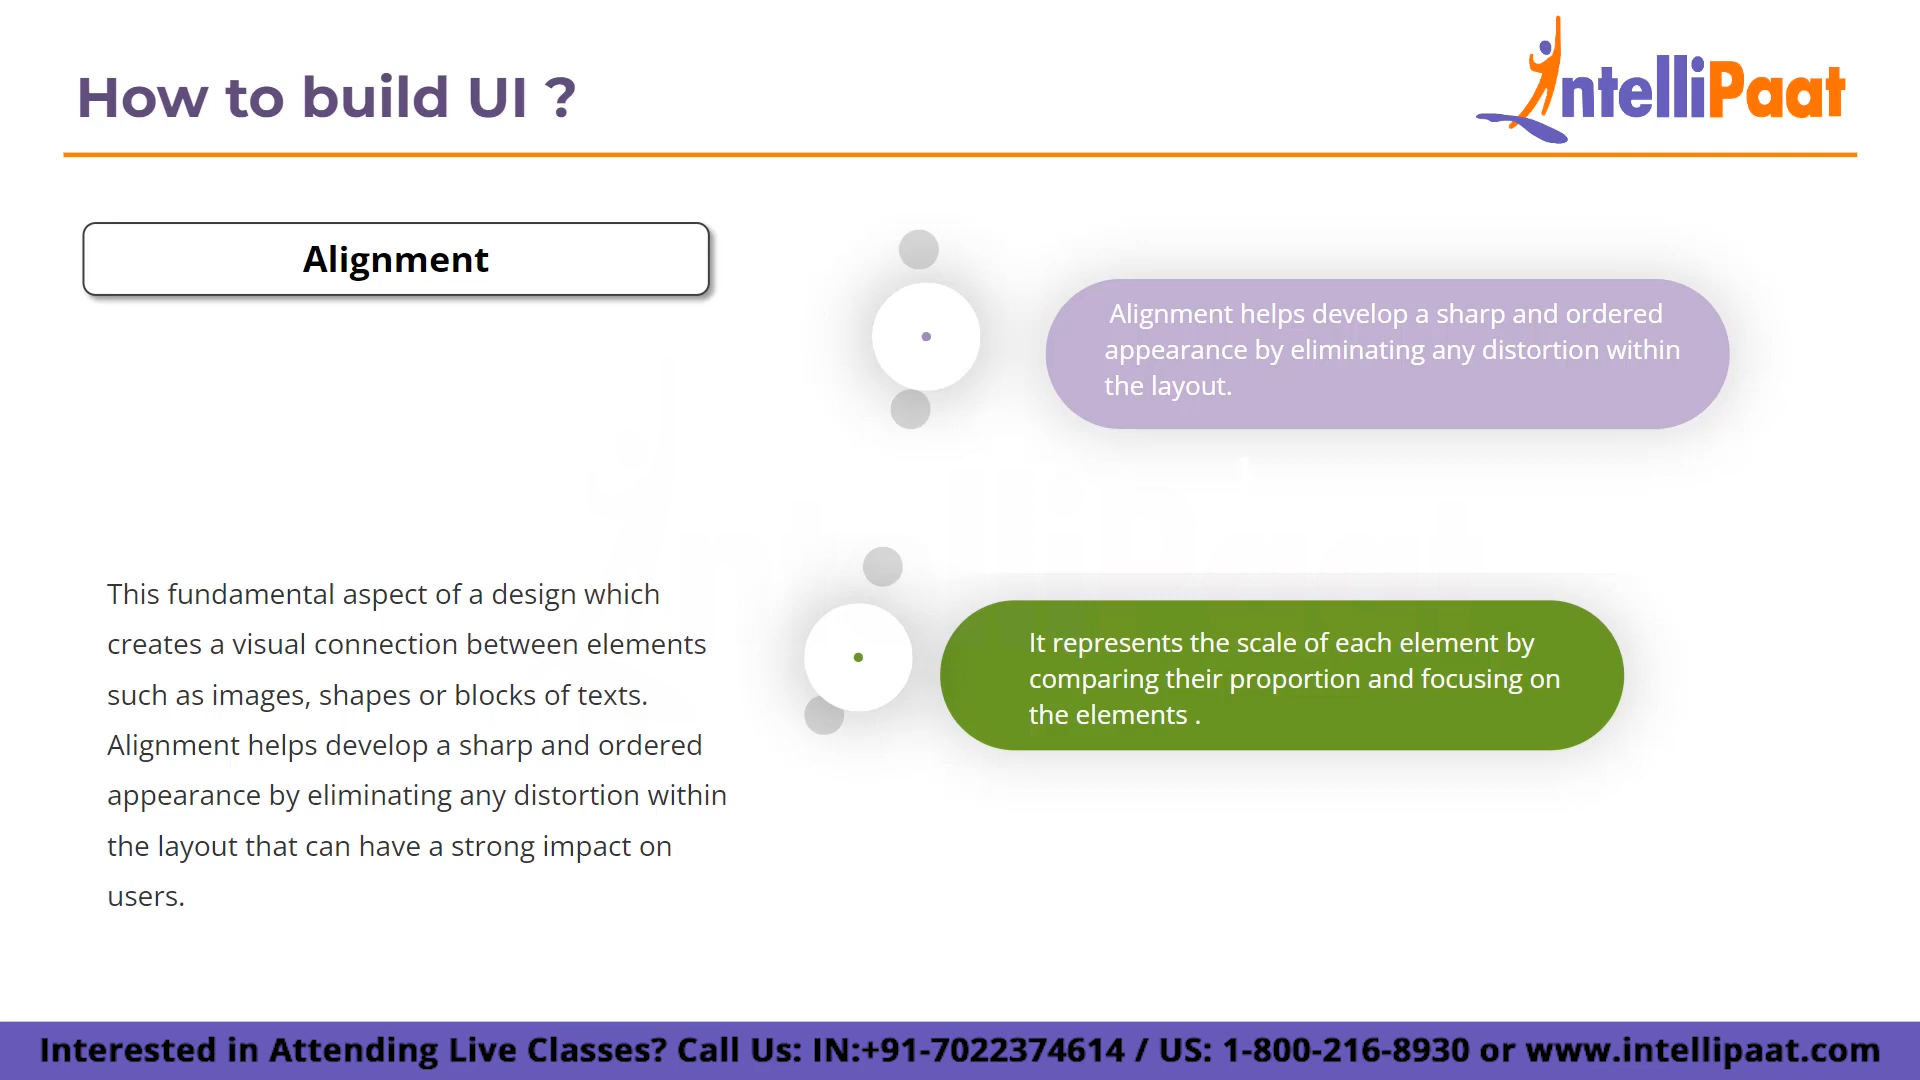 How to build UI ?
ntelliPaat
Alignment
Alignment helps develop a sharp and ordered
appearance by eliminating any distortion within
the layout.
This fundamental aspect of a design which
creates a visual connection between elements
such as images, shapes or blocks of texts.
Alignment helps develop a sharp and ordered
appearance by eliminating any distortion within
the layout that can have a strong impact on
users.
It represents the scale of each element by
comparing their proportion and focusing on
the elements .
Interested in Attending Live Classes? Call Us: IN:+91-7022374614 / US: 1-800-216-8930 or www.intellipaat.com